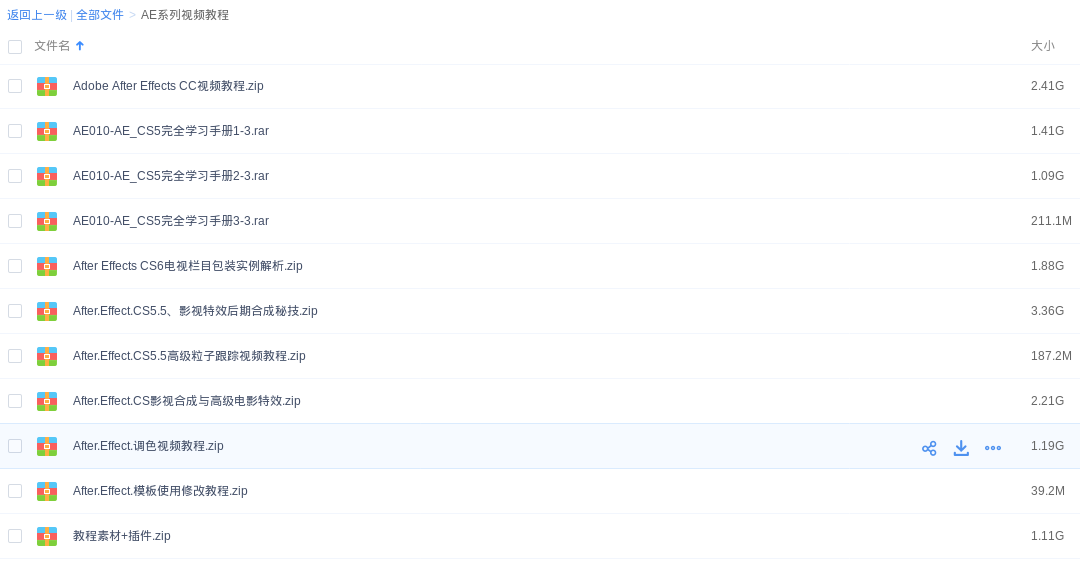 返回上一级 | 全部文件 > AE系列视频教程
文件名 大小
Adobe After Effects CC视频教程.zip 2.41G
AE010-AE_CS5完全学习手册1-3.rar 1.41G
AE010-AE_CS5完全学习手册2-3.rar 1.09G
AE010-AE_CS5完全学习手册3-3.rar 211.1M
After Effects CS6电视栏目包装实例解析.zip 1.88G
After.Effect.CS5.5、影视特效后期合成秘技.zip 3.36G
After.Effect.CS5.5高级粒子跟踪视频教程.zip 187.2M
After.Effect.CS影视合成与高级电影特效.zip 2.21G
After.Effect.调色视频教程.zip 1.19G
After.Effect.模板使用修改教程.zip 39.2M
教程素材+插件.zip 1.11G